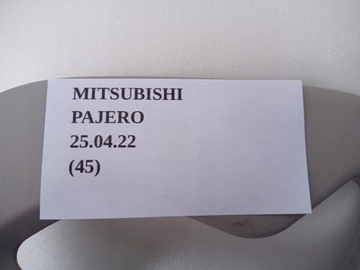 MITSUBISHI
PAJERO
25.04.22
(45)